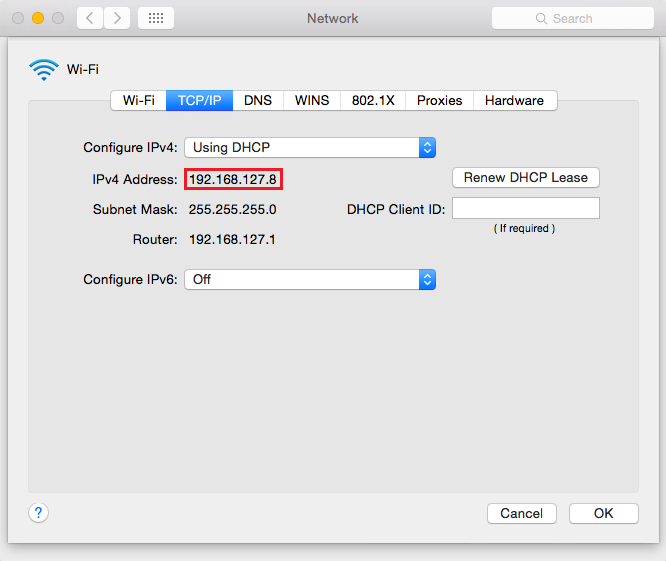 Network
Search
Wi-Fi
Wi-Fi TCP/IP DNS WINS 802.1X Proxies Hardware
Configure IPv4: Using DHCP
IPv4 Address: 192.168.127.8 Renew DHCP Lease
Subnet Mask: 255.255.255.0 DHCP Client ID:
( If required )
Router: 192.168.127.1
Configure IPv6: Off
? Cancel OK